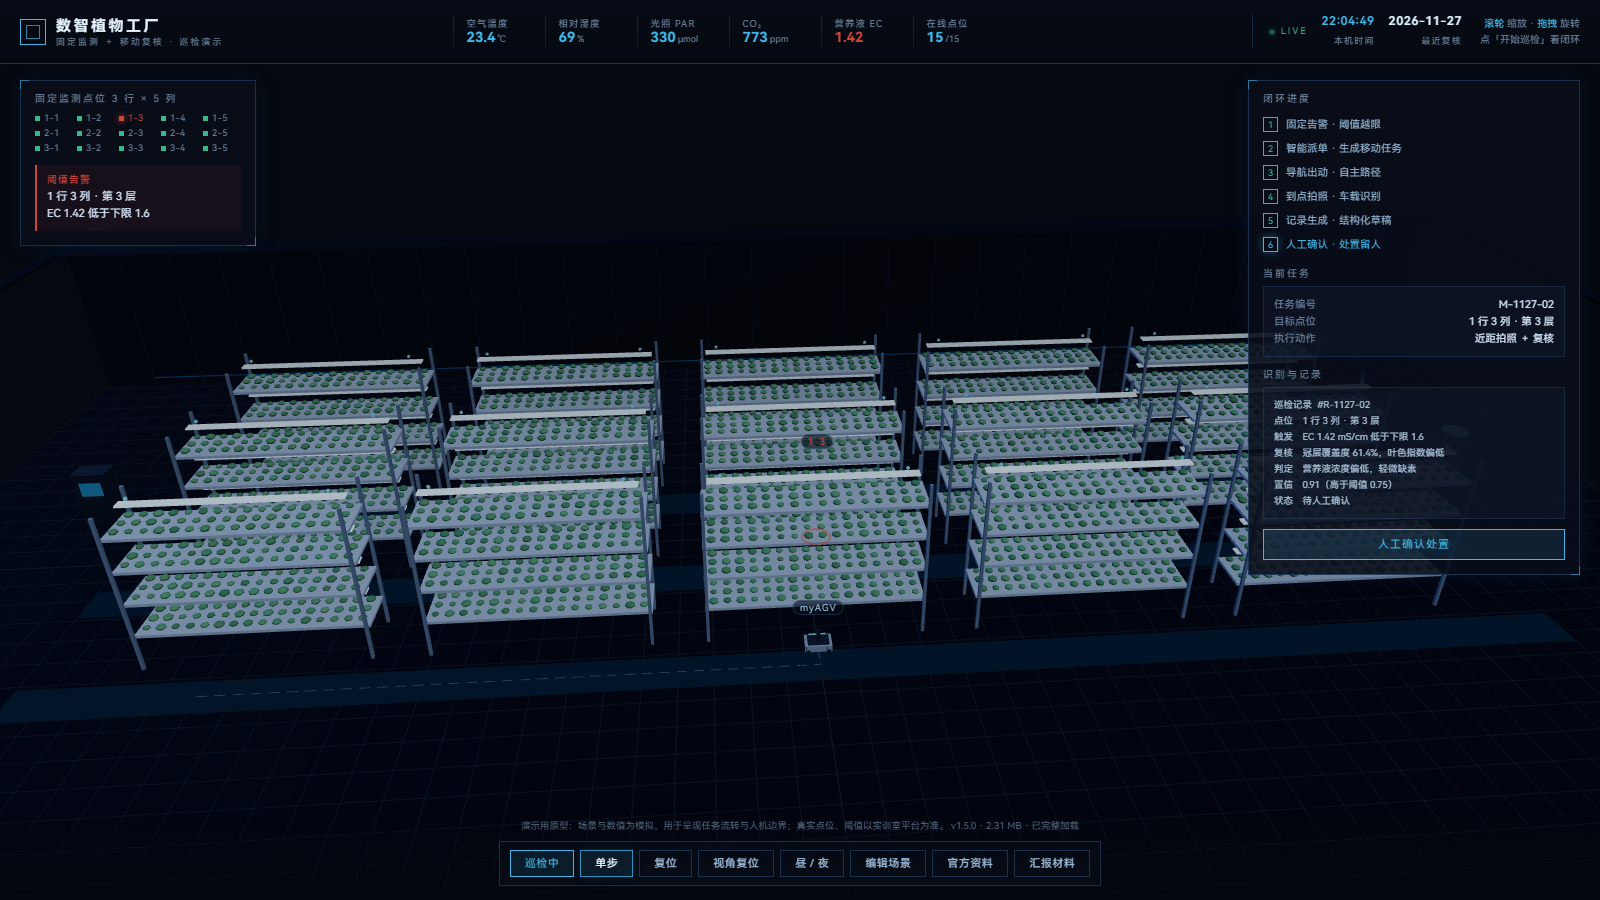 数智植物工厂
固定监测 + 移动复核 · 巡检演示
空气温度
23.4 ℃
相对湿度
69 %
光照 PAR
330 μmol
CO₂
773 ppm
营养液 EC
1.42
在线点位
15 /15
LIVE
22:04:49
本机时间
2026-11-27
最近复核
滚轮 缩放 · 拖拽 旋转
点「开始巡检」看闭环
固定监测点位 3 行 × 5 列
1-1 1-2 1-3 1-4 1-5
2-1 2-2 2-3 2-4 2-5
3-1 3-2 3-3 3-4 3-5
阈值告警
1 行 3 列 · 第 3 层
EC 1.42 低于下限 1.6
闭环进度
1 固定告警 · 阈值越限
2 智能派单 · 生成移动任务
3 导航出动 · 自主路径
4 到点拍照 · 车载识别
5 记录生成 · 结构化草稿
6 人工确认 · 处置留人
当前任务
任务编号 M-1127-02
目标点位 1 行 3 列 · 第 3 层
执行动作 近距拍照 + 复核
识别与记录
巡检记录 #R-1127-02
点位 1 行 3 列 · 第 3 层
触发 EC 1.42 mS/cm 低于下限 1.6
复核 冠层覆盖度 61.4%，叶色指数偏低
判定 营养液浓度偏低、轻微缺素
置信 0.91（高于阈值 0.75）
状态 待人工确认
人工确认处置
1-3
myAGV
演示用原型：场景与数值为模拟，用于呈现任务流转与人机边界；真实点位、阈值以实训室平台为准。 v1.5.0 · 2.31 MB · 已完整加载
巡检中 单步 复位 视角复位 昼 / 夜 编辑场景 官方资料 汇报材料